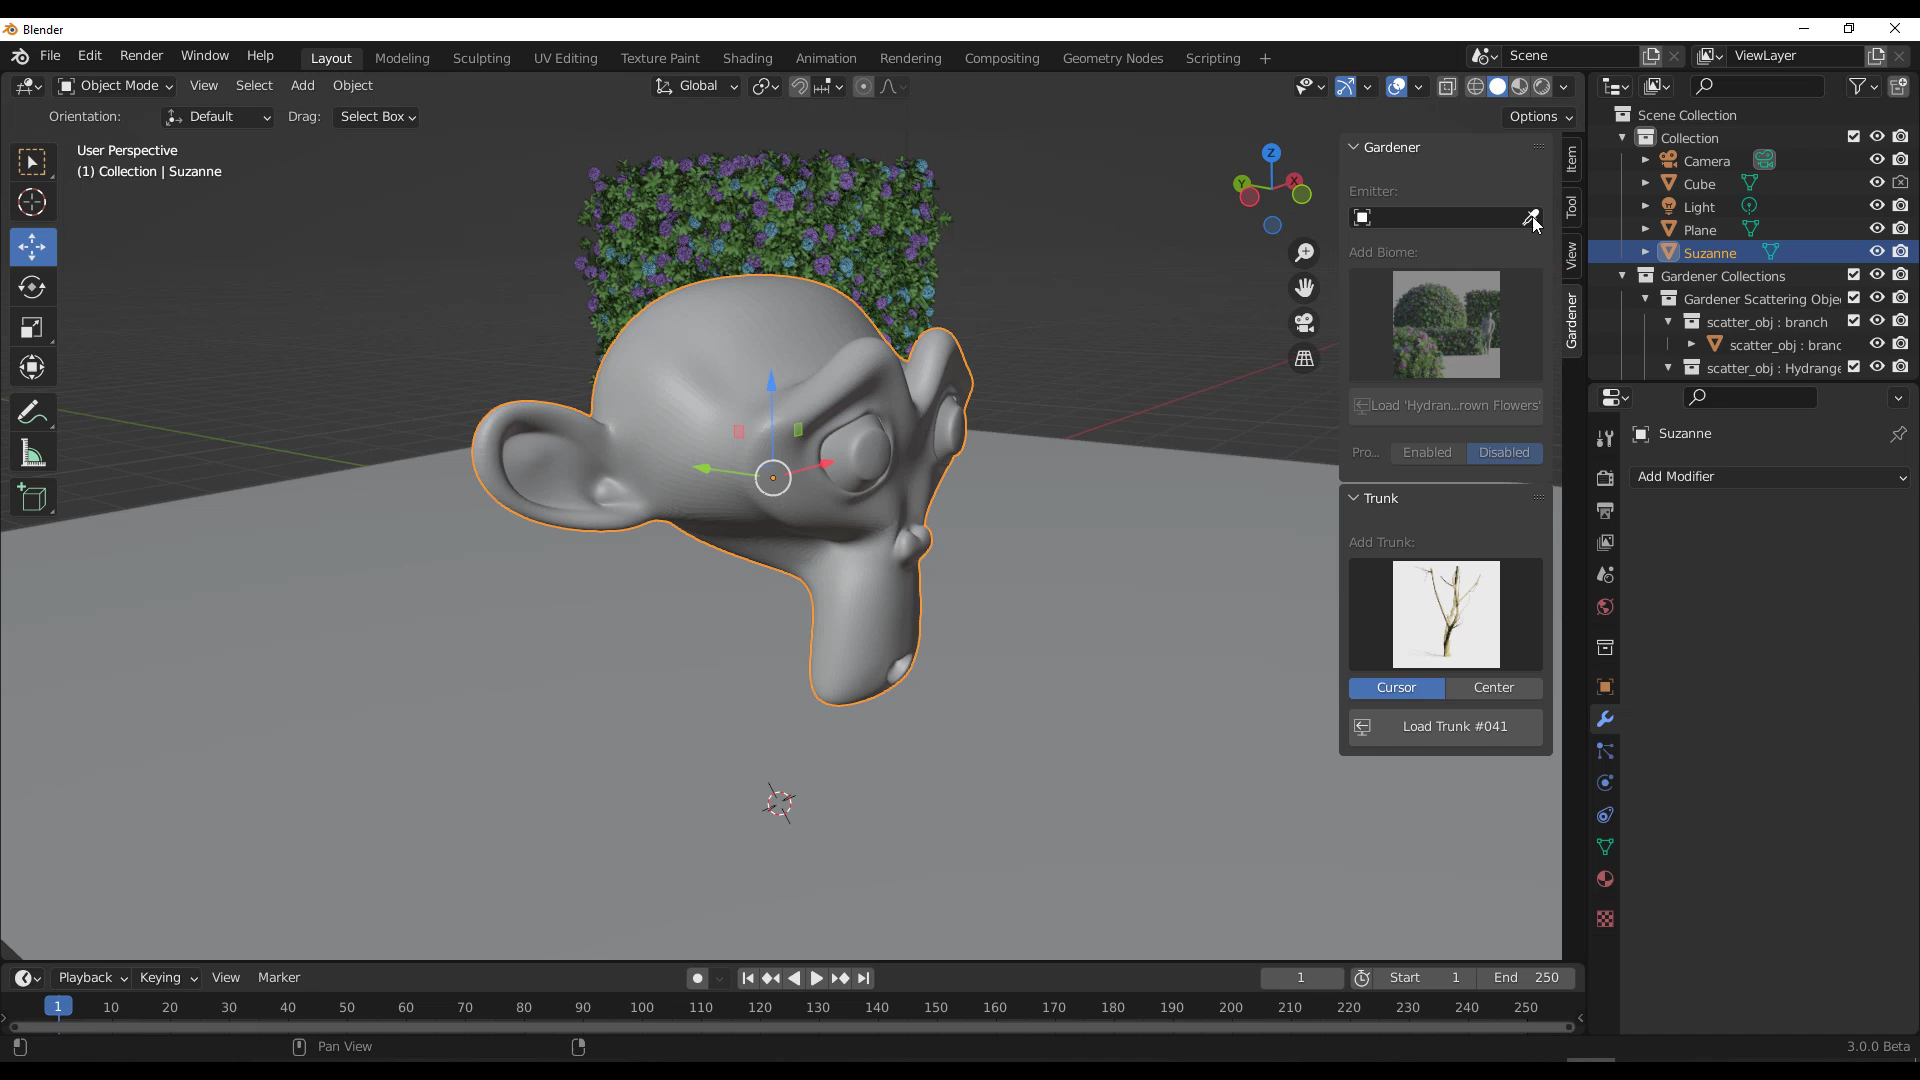 Blender
File Edit Render Window Help Layout Modeling Sculpting UV Editing Texture Paint Shading Animation Rendering Compositing Geometry Nodes Scripting + Scene ViewLayer
Object Mode View Select Add Object Global
Orientation: Default Drag: Select Box Options
User Perspective
(1) Collection | Suzanne
Z
Y
X
Gardener
Emitter:
Add Biome:
Load 'Hydran...rown Flowers'
Pro... Enabled Disabled
Trunk
Add Trunk:
Cursor Center
Load Trunk #041
Item
Tool
View
Gardener
Scene Collection
Collection
Camera
Cube
Light
Plane
Suzanne
Gardener Collections
Gardener Scattering Obje
scatter_obj : branch
scatter_obj : branc
scatter_obj : Hydrange
Suzanne
Add Modifier
Playback Keying View Marker 1 Start 1 End 250
1 10 20 30 40 50 60 70 80 90 100 110 120 130 140 150 160 170 180 190 200 210 220 230 240 250
Pan View 3.0.0 Beta